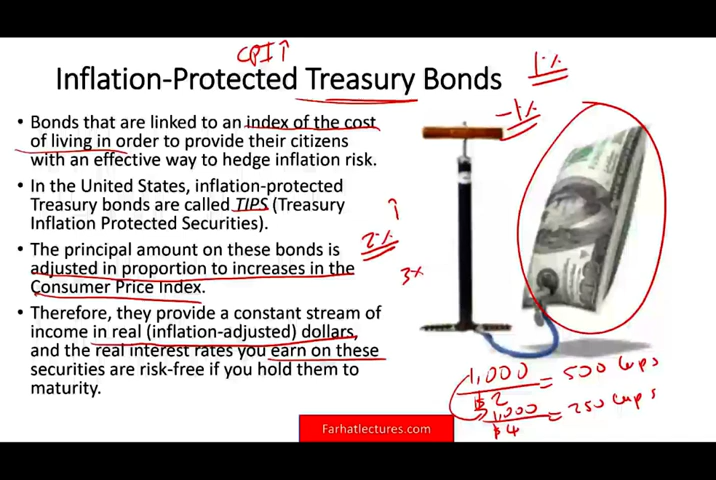 CPI↑
Inflation-Protected Treasury Bonds
1%
-1%
• Bonds that are linked to an index of the cost
of living in order to provide their citizens
with an effective way to hedge inflation risk.
• In the United States, inflation-protected
Treasury bonds are called TIPS (Treasury
Inflation Protected Securities).
• The principal amount on these bonds is
adjusted in proportion to increases in the
Consumer Price Index.
↑
2%
3%
• Therefore, they provide a constant stream of
income in real (inflation-adjusted) dollars,
and the real interest rates you earn on these
securities are risk-free if you hold them to
maturity.
1,000
$2
= 500 cups
1,000
$4
= 250 cups
Farhatlectures.com